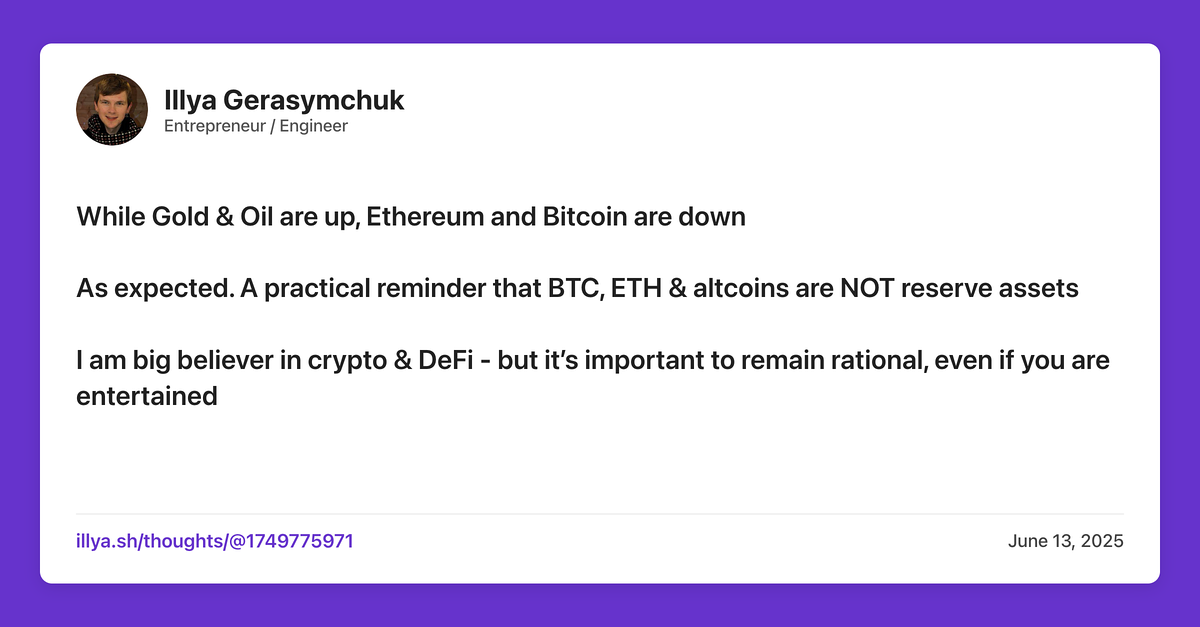 Illya Gerasymchuk
Entrepreneur / Engineer
While Gold & Oil are up, Ethereum and Bitcoin are down
As expected. A practical reminder that BTC, ETH & altcoins are NOT reserve assets
I am big believer in crypto & DeFi - but it’s important to remain rational, even if you are
entertained
illya.sh/thoughts/@1749775971
June 13, 2025